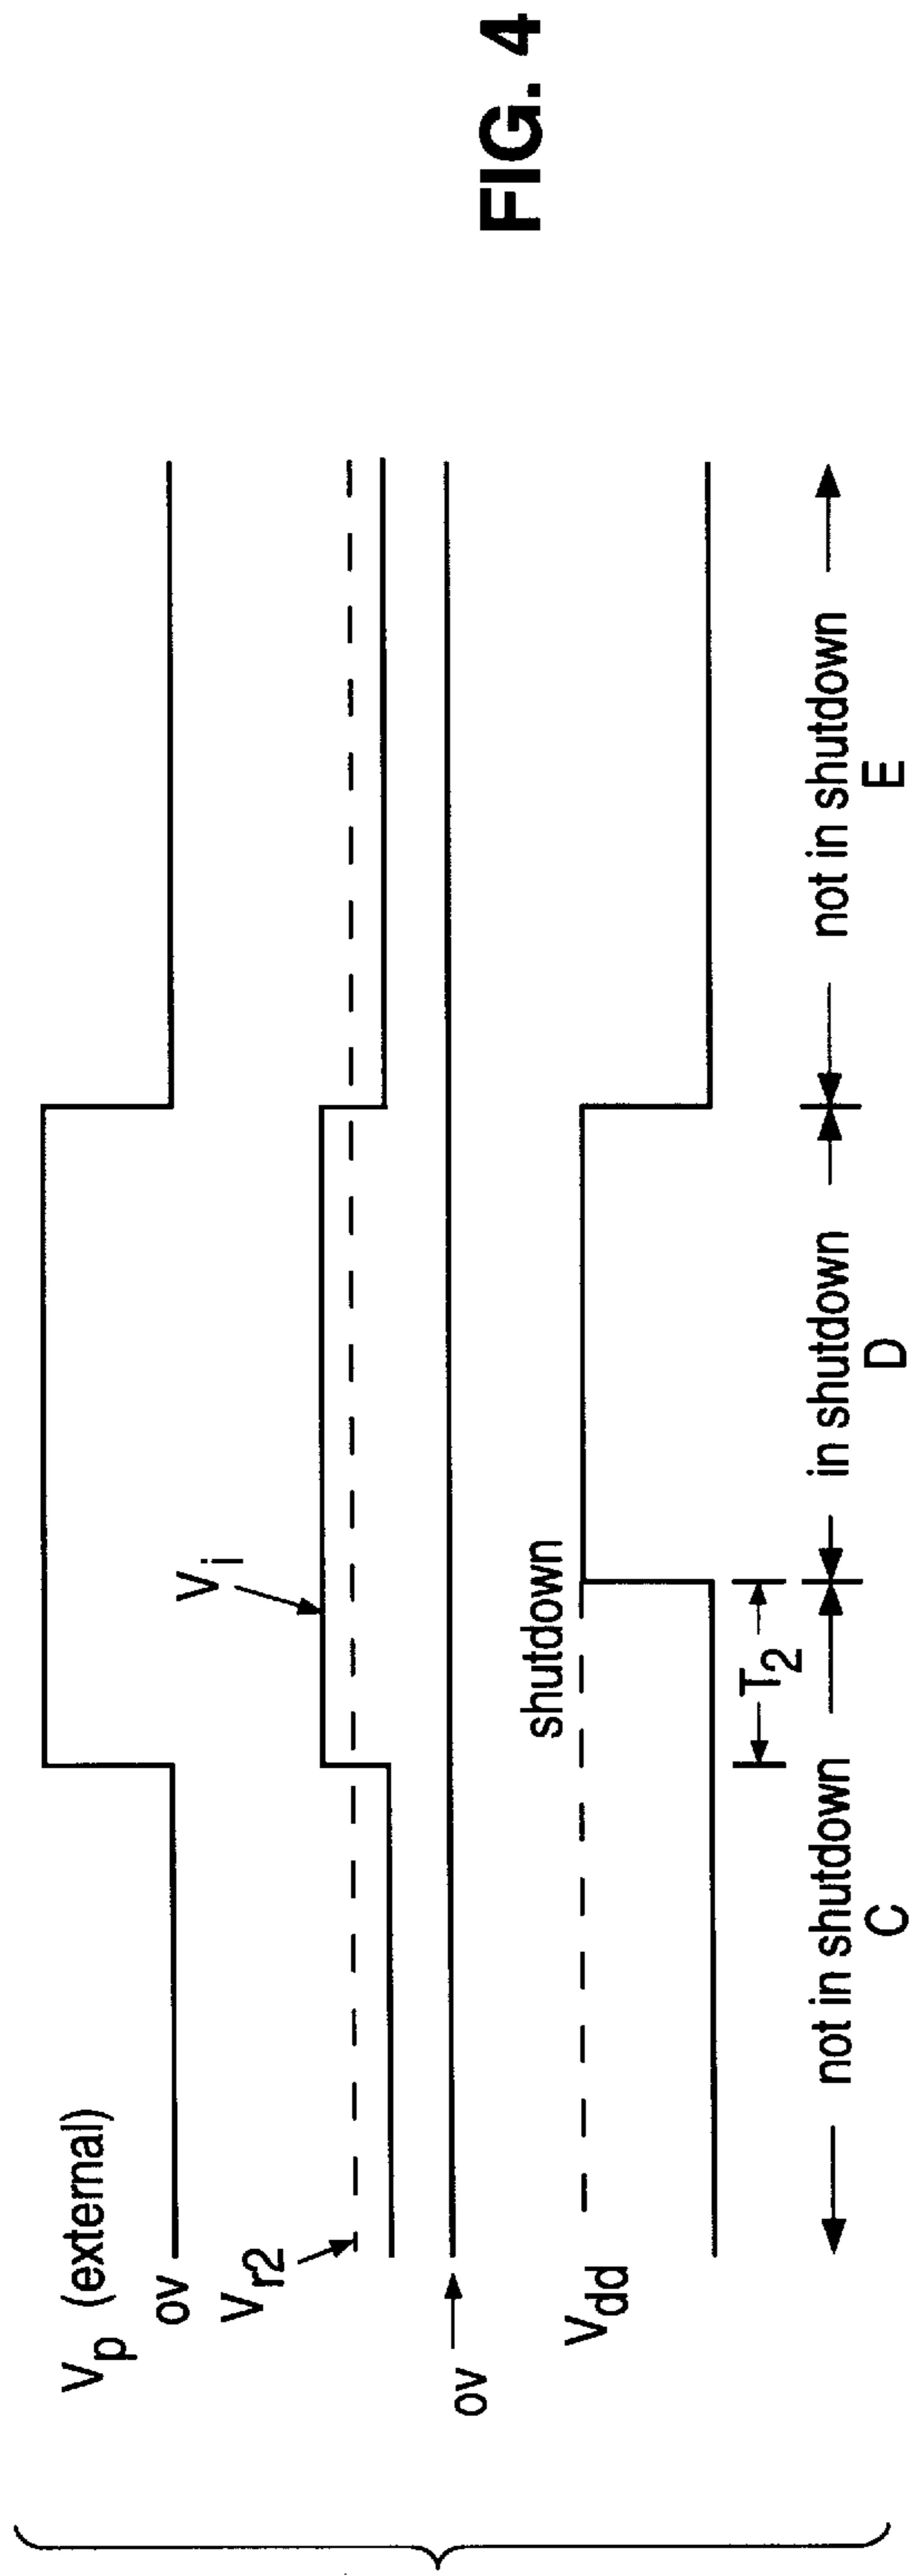 Vp (external)
ov
Vr2
Vi
ov
shutdown
Vdd
T2
not in shutdown
in shutdown
not in shutdown
C
D
E
FIG. 4